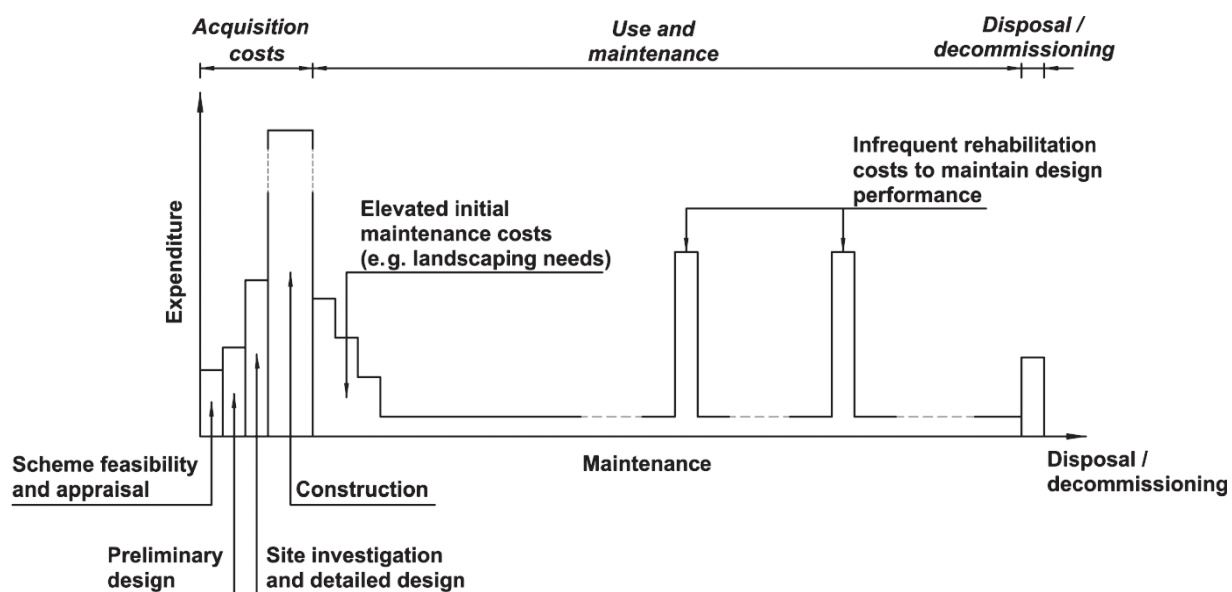 Acquisition
costs
Use and
maintenance
Disposal /
decommissioning
Expenditure
Elevated initial
maintenance costs
(e.g. landscaping needs)
Infrequent rehabilitation
costs to maintain design
performance
Scheme feasibility
and appraisal
Construction
Maintenance
Disposal /
decommissioning
Preliminary
design
Site investigation
and detailed design